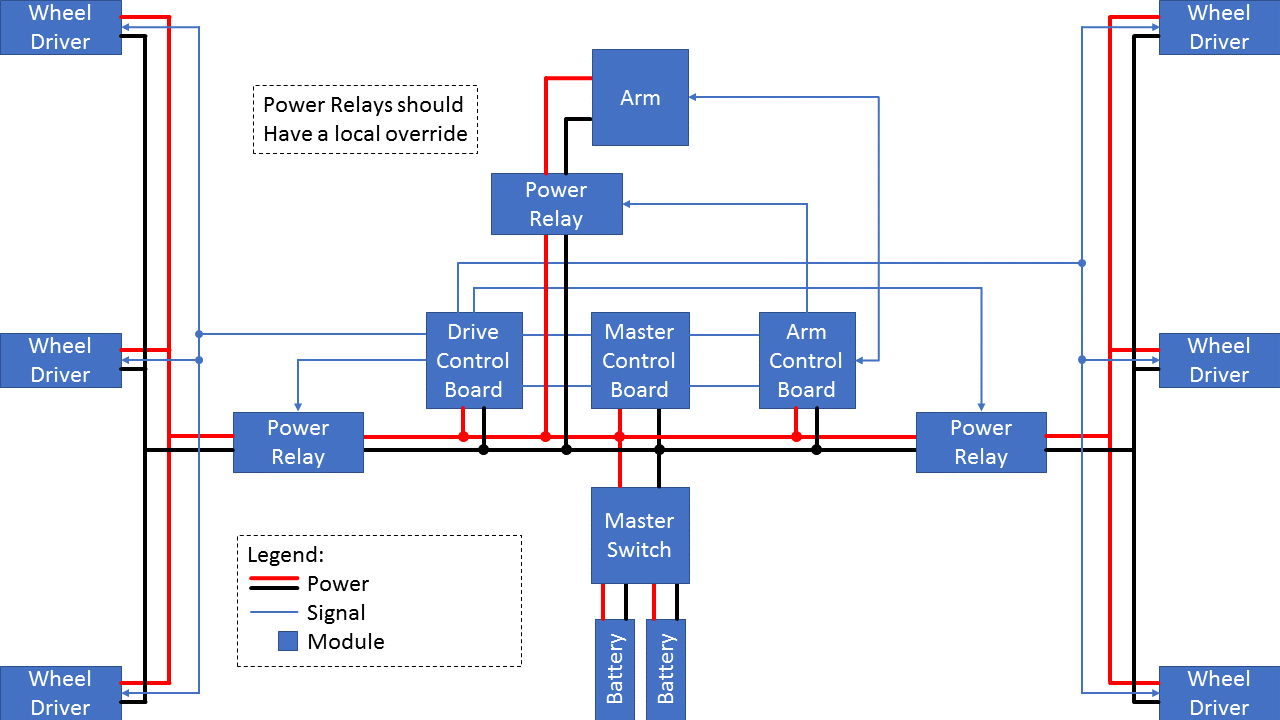 Wheel
Driver
Wheel
Driver
Arm
Power Relays should
Have a local override
Power
Relay
Drive
Control
Board
Master
Control
Board
Arm
Control
Board
Wheel
Driver
Wheel
Driver
Power
Relay
Power
Relay
Master
Switch
Legend:
Power
Signal
Module
Battery
Battery
Wheel
Driver
Wheel
Driver